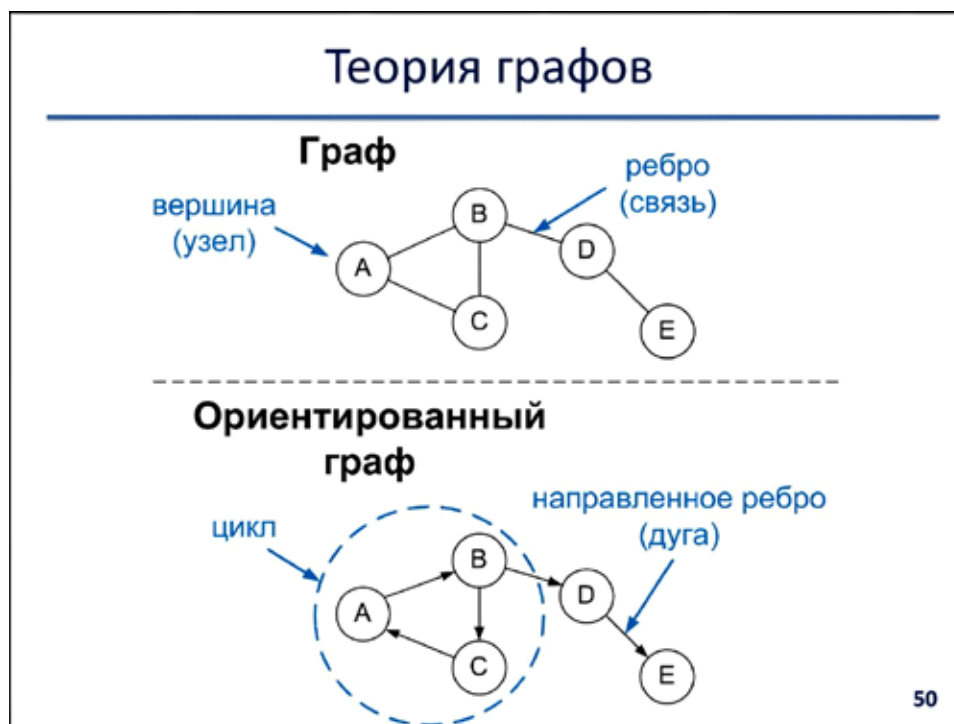 Теория графов
Граф
ребро
(связь)
вершина
(узел)
B
D
A
C
E
Ориентированный
граф
направленное ребро
(дуга)
цикл
B
D
A
C
E
50